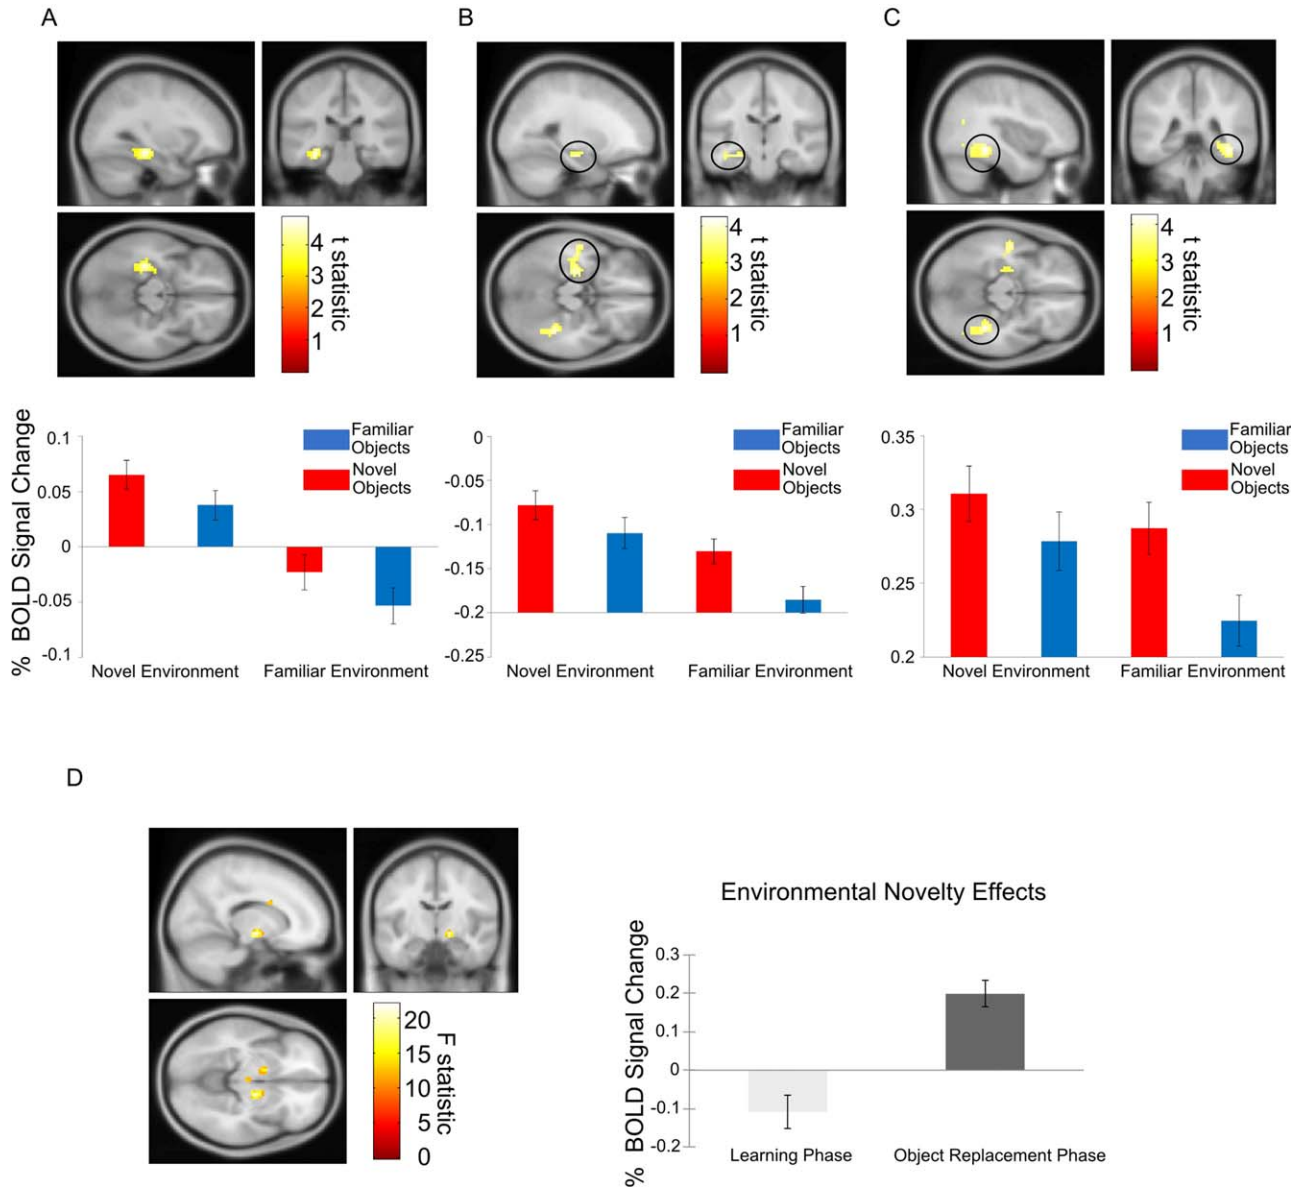 A
B
C
4
3
2
1
t statistic
4
3
2
1
t statistic
4
3
2
1
t statistic
% BOLD Signal Change
0.1
0.05
0
-0.05
-0.1
Familiar
Objects
Novel
Objects
Novel Environment
Familiar Environment
0
-0.05
-0.1
-0.15
-0.2
-0.25
Familiar
Objects
Novel
Objects
Novel Environment
Familiar Environment
0.35
0.3
0.25
0.2
Familiar
Objects
Novel
Objects
Novel Environment
Familiar Environment
D
20
15
10
5
0
F statistic
Environmental Novelty Effects
% BOLD Signal Change
0.3
0.2
0.1
0
-0.1
-0.2
Learning Phase
Object Replacement Phase